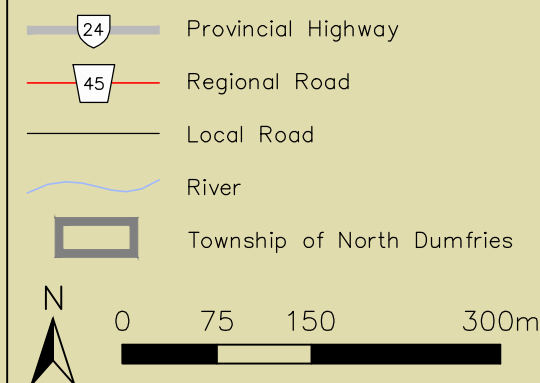 24 Provincial Highway
45 Regional Road
Local Road
River
Township of North Dumfries
N
0 75 150 300m